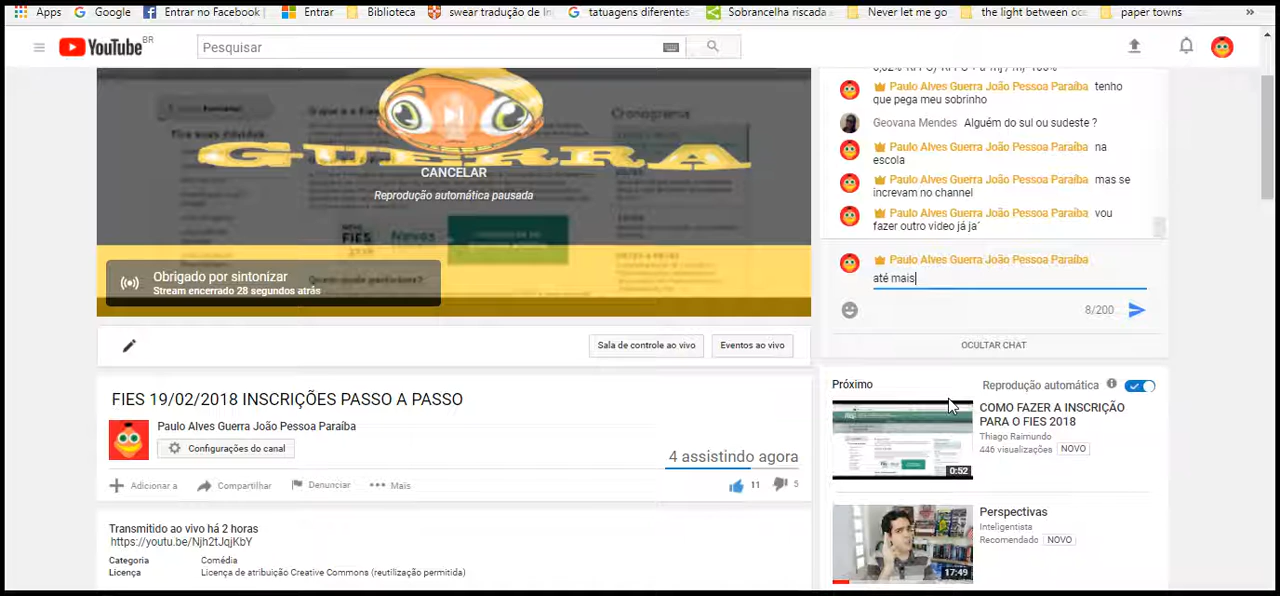 Apps
Google
Entrar no Facebook
Entrar
Biblioteca
swear tradução de In
tatuagens diferentes
Sobrancelha riscada
Never let me go
the light between oce
paper towns
»
YouTube BR
Pesquisar
GUERRA
CANCELAR
Reprodução automática pausada
Cronograma
Obrigado por sintonizar
Stream encerrado 28 segundos atrás
Sala de controle ao vivo
Eventos ao vivo
FIES 19/02/2018 INSCRIÇÕES PASSO A PASSO
Paulo Alves Guerra João Pessoa Paraíba
Configurações do canal
4 assistindo agora
Adicionar a
Compartilhar
Denunciar
Mais
11
5
Transmitido ao vivo há 2 horas
https://youtu.be/Njh2tJqjKbY
Categoria Comédia
Licença Licença de atribuição Creative Commons (reutilização permitida)
Paulo Alves Guerra João Pessoa Paraíba tenho
que pega meu sobrinho
Geovana Mendes Alguém do sul ou sudeste ?
Paulo Alves Guerra João Pessoa Paraíba na
escola
Paulo Alves Guerra João Pessoa Paraíba mas se
increvam no channel
Paulo Alves Guerra João Pessoa Paraíba vou
fazer outro video já ja"
Paulo Alves Guerra João Pessoa Paraíba
até mais
8/200
OCULTAR CHAT
Próximo
Reprodução automática
COMO FAZER A INSCRIÇÃO
PARA O FIES 2018
Thiago Raimundo
446 visualizações NOVO
0:52
Perspectivas
Inteligentista
Recomendado NOVO
17:49